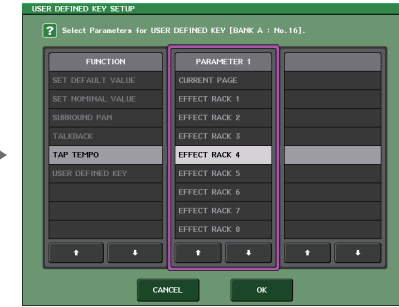 USER DEFINED KEY SETUP
? Select Parameters for USER DEFINED KEY [BANK A : No.16].
FUNCTION
SET DEFAULT VALUE
SET NOMINAL VALUE
SURROUND PAN
TALKBACK
TAP TEMPO
USER DEFINED KEY
PARAMETER 1
CURRENT PAGE
EFFECT RACK 1
EFFECT RACK 2
EFFECT RACK 3
EFFECT RACK 4
EFFECT RACK 5
EFFECT RACK 6
EFFECT RACK 7
EFFECT RACK 8
CANCEL
OK